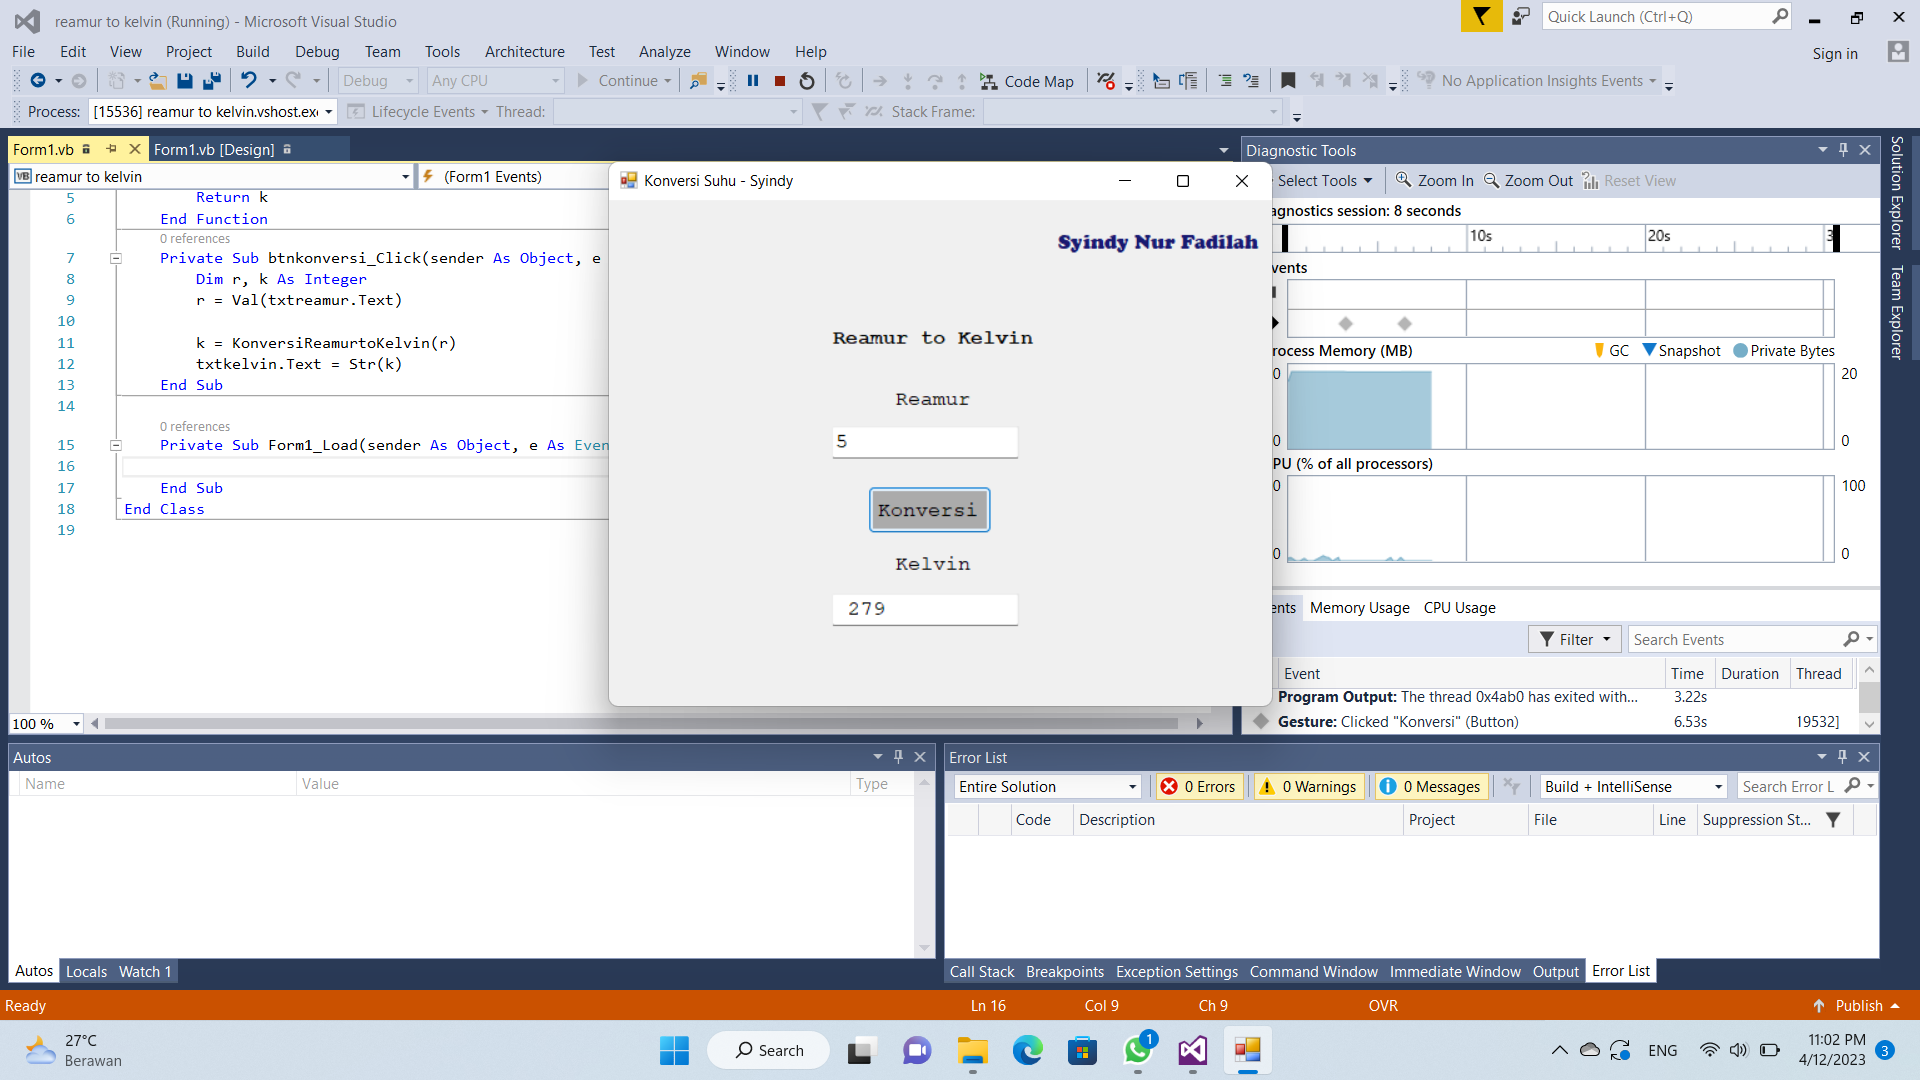 reamur to kelvin (Running) - Microsoft Visual Studio
Quick Launch (Ctrl+Q)
File Edit View Project Build Debug Team Tools Architecture Test Analyze Window Help
Sign in
Debug Any CPU Continue Code Map No Application Insights Events
Process: [15536] reamur to kelvin.vshost.exe Lifecycle Events Thread: Stack Frame:
Form1.vb Form1.vb [Design]
reamur to kelvin (Form1 Events)
5 Return k
6 End Function
0 references
7 Private Sub btnkonversi_Click(sender As Object, e
8 Dim r, k As Integer
9 r = Val(txtreamur.Text)
10
11 k = KonversiReamurtoKelvin(r)
12 txtkelvin.Text = Str(k)
13 End Sub
14
0 references
15 Private Sub Form1_Load(sender As Object, e As Even
16
17 End Sub
18 End Class
19
100 %
Konversi Suhu - Syindy
Syindy Nur Fadilah
Reamur to Kelvin
Reamur
5
Konversi
Kelvin
279
Diagnostic Tools
Select Tools Zoom In Zoom Out Reset View
agnostics session: 8 seconds
10s 20s 3
vents
rocess Memory (MB) GC Snapshot Private Bytes
0 20
0 0
PU (% of all processors)
0 100
0 0
ents Memory Usage CPU Usage
Filter Search Events
Event Time Duration Thread
Program Output: The thread 0x4ab0 has exited with... 3.22s
Gesture: Clicked "Konversi" (Button) 6.53s 19532]
Solution Explorer
Team Explorer
Autos
Name Value Type
Autos Locals Watch 1
Error List
Entire Solution 0 Errors 0 Warnings 0 Messages Build + IntelliSense Search Error L
Code Description Project File Line Suppression St...
Call Stack Breakpoints Exception Settings Command Window Immediate Window Output Error List
Ready Ln 16 Col 9 Ch 9 OVR Publish
27°C
Berawan
Search
1
ENG
11:02 PM
4/12/2023
3